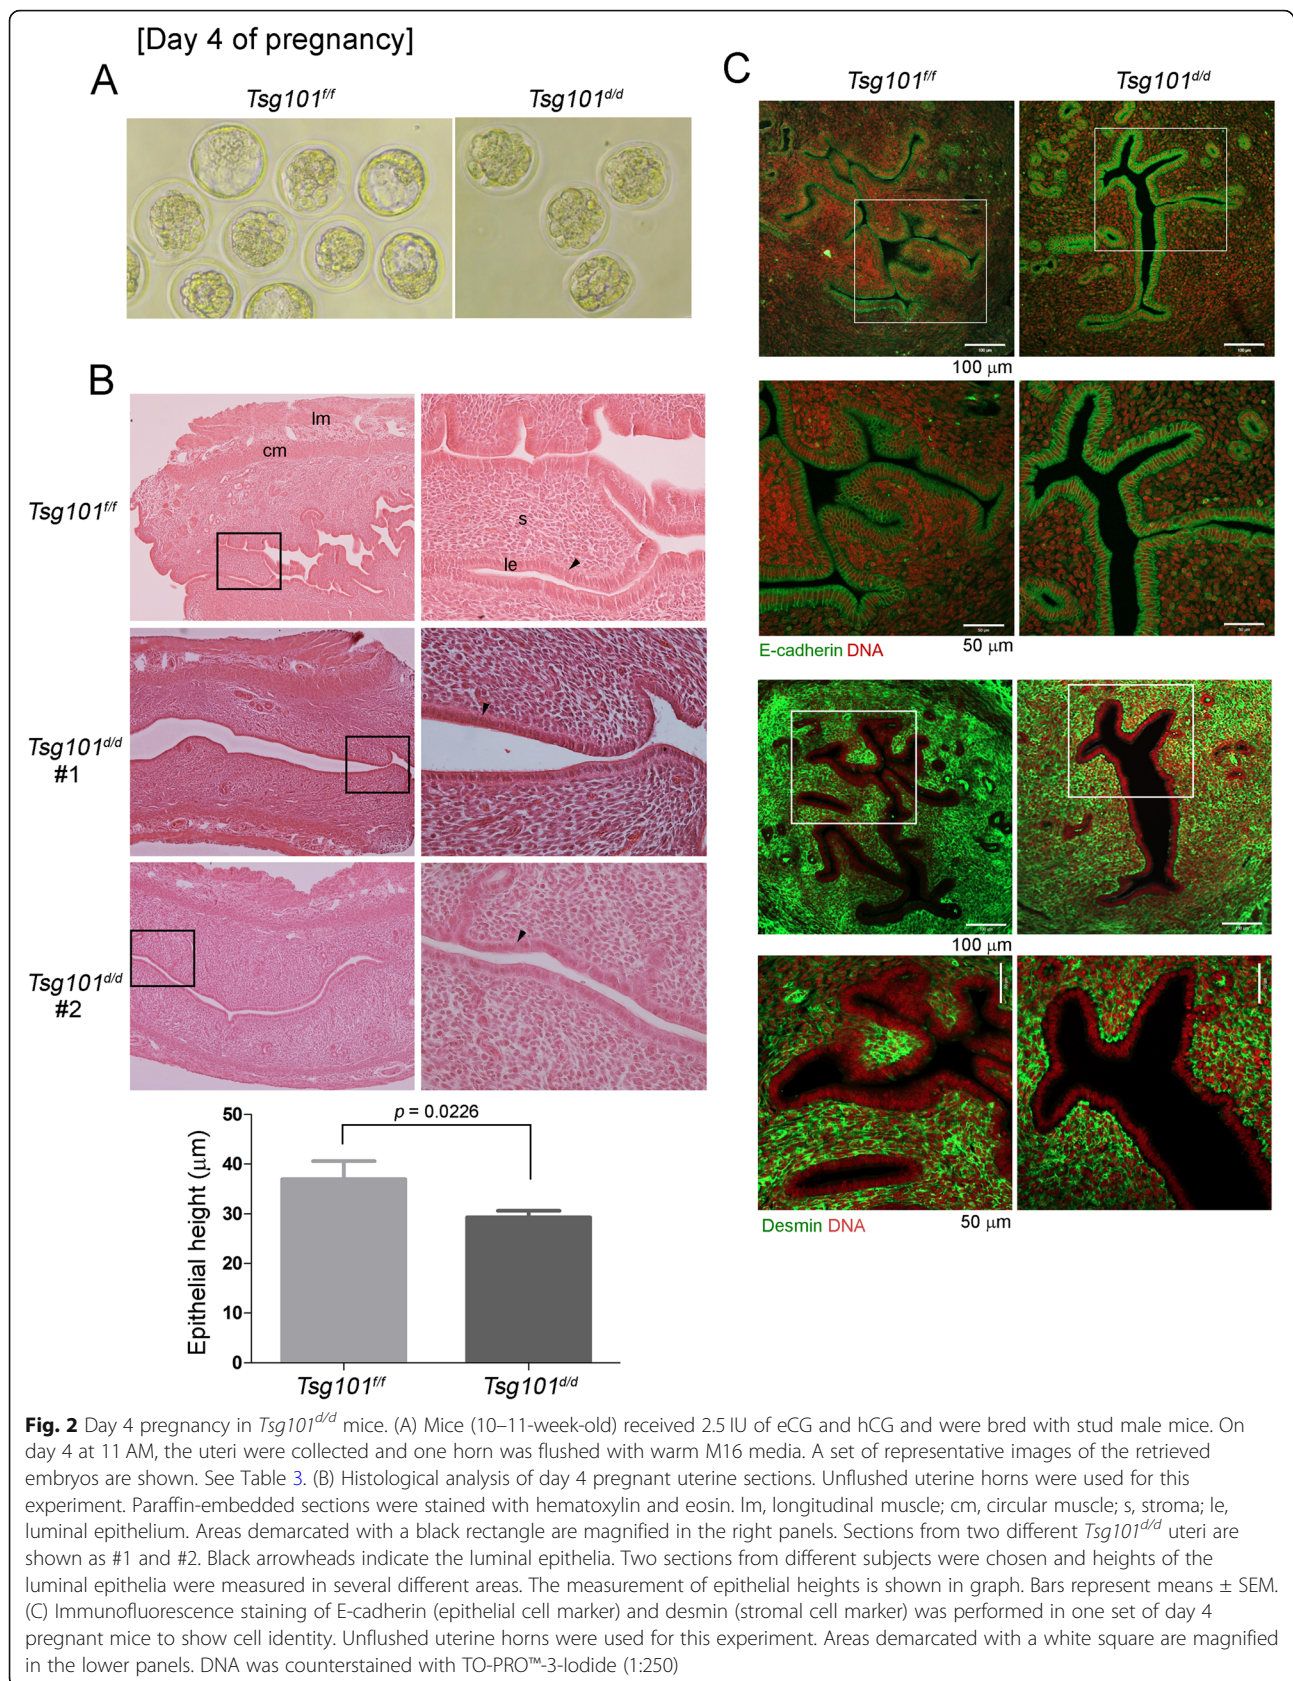 [Day 4 of pregnancy]
A
Tsg101f/f
Tsg101d/d
B
Tsg101f/f
lm
cm
s
le
Tsg101d/d
#1
Tsg101d/d
#2
50
40
30
20
10
0
Epithelial height (μm)
p = 0.0226
Tsg101f/f
Tsg101d/d
C
Tsg101f/f
Tsg101d/d
100 μm
100 μm
100 μm
E-cadherin DNA
50 μm
50 μm
50 μm
100 μm
Desmin DNA
50 μm
Fig. 2 Day 4 pregnancy in Tsg101d/d mice. (A) Mice (10–11-week-old) received 2.5 IU of eCG and hCG and were bred with stud male mice. On
day 4 at 11 AM, the uteri were collected and one horn was flushed with warm M16 media. A set of representative images of the retrieved
embryos are shown. See Table 3. (B) Histological analysis of day 4 pregnant uterine sections. Unflushed uterine horns were used for this
experiment. Paraffin-embedded sections were stained with hematoxylin and eosin. lm, longitudinal muscle; cm, circular muscle; s, stroma; le,
luminal epithelium. Areas demarcated with a black rectangle are magnified in the right panels. Sections from two different Tsg101d/d uteri are
shown as #1 and #2. Black arrowheads indicate the luminal epithelia. Two sections from different subjects were chosen and heights of the
luminal epithelia were measured in several different areas. The measurement of epithelial heights is shown in graph. Bars represent means ± SEM.
(C) Immunofluorescence staining of E-cadherin (epithelial cell marker) and desmin (stromal cell marker) was performed in one set of day 4
pregnant mice to show cell identity. Unflushed uterine horns were used for this experiment. Areas demarcated with a white square are magnified
in the lower panels. DNA was counterstained with TO-PRO™-3-Iodide (1:250)